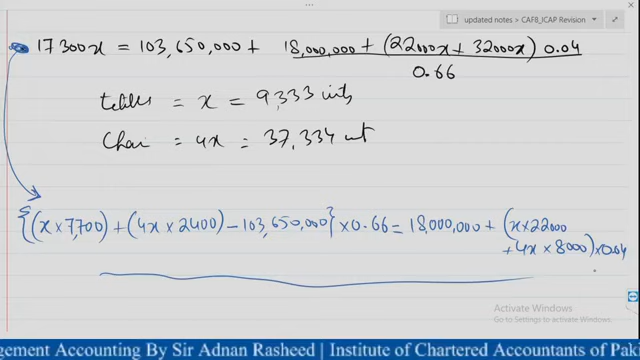 updated notes > CAF8_ICAP Revision
17300x = 103,650,000 + 18,000,000 + (22000x + 32000x) 0.04
0.66
tables = x = 9,333 units
Chair = 4x = 37,334 unit
{(x × 7,700) + (4x × 2400) − 103,650,000} × 0.66 = 18,000,000 + (x × 22000
+ 4x × 8000) × 0.04
Activate Windows
Go to Settings to activate Windows.
agement Accounting By Sir Adnan Rasheed | Institute of Chartered Accountants of Paki